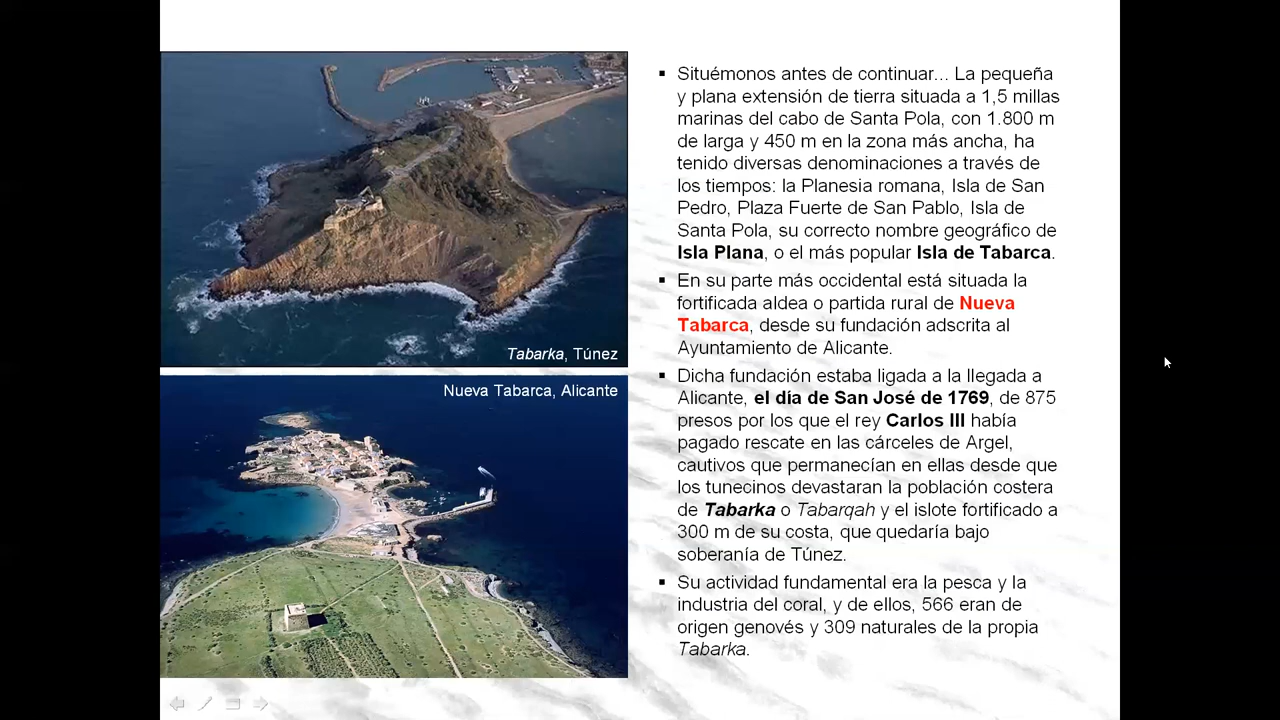 Tabarka, Túnez
Nueva Tabarca, Alicante
▪ Situémonos antes de continuar... La pequeña
y plana extensión de tierra situada a 1,5 millas
marinas del cabo de Santa Pola, con 1.800 m
de larga y 450 m en la zona más ancha, ha
tenido diversas denominaciones a través de
los tiempos: la Planesia romana, Isla de San
Pedro, Plaza Fuerte de San Pablo, Isla de
Santa Pola, su correcto nombre geográfico de
Isla Plana, o el más popular Isla de Tabarca.
▪ En su parte más occidental está situada la
fortificada aldea o partida rural de Nueva
Tabarca, desde su fundación adscrita al
Ayuntamiento de Alicante.
▪ Dicha fundación estaba ligada a la llegada a
Alicante, el día de San José de 1769, de 875
presos por los que el rey Carlos III había
pagado rescate en las cárceles de Argel,
cautivos que permanecían en ellas desde que
los tunecinos devastaran la población costera
de Tabarka o Tabarqah y el islote fortificado a
300 m de su costa, que quedaría bajo
soberanía de Túnez.
▪ Su actividad fundamental era la pesca y la
industria del coral, y de ellos, 566 eran de
origen genovés y 309 naturales de la propia
Tabarka.